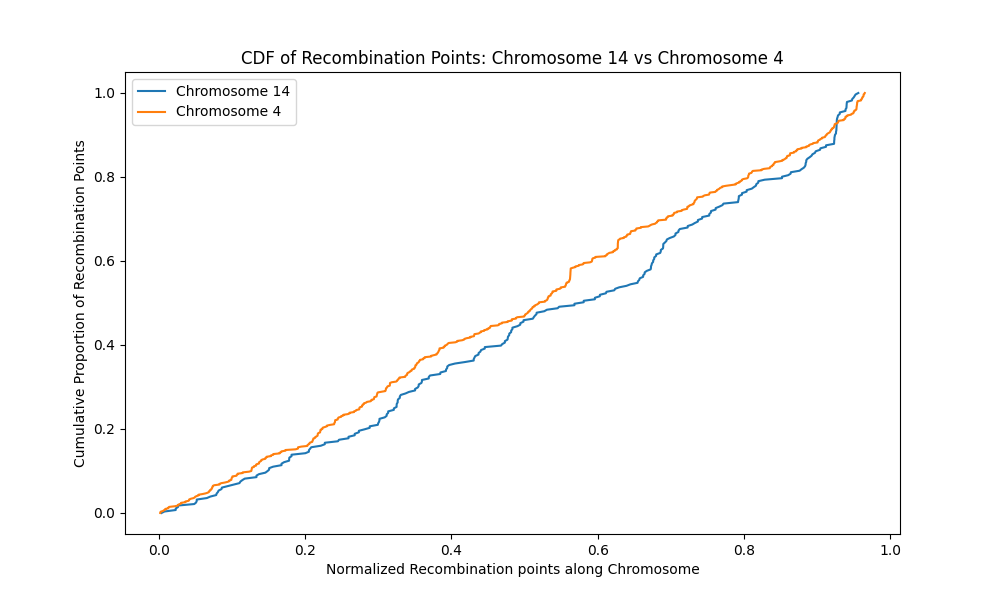 CDF of Recombination Points: Chromosome 14 vs Chromosome 4
Chromosome 14
Chromosome 4
Cumulative Proportion of Recombination Points
1.0
0.8
0.6
0.4
0.2
0.0
0.0 0.2 0.4 0.6 0.8 1.0
Normalized Recombination points along Chromosome